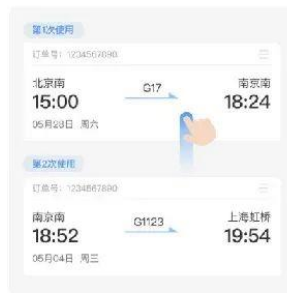 第1次使用
订单号：1234567890
北京南
G17
南京南
15:00
18:24
05月28日 周六
第2次使用
订单号：1234567890
南京南
G1123
上海虹桥
18:52
19:54
05月04日 周三